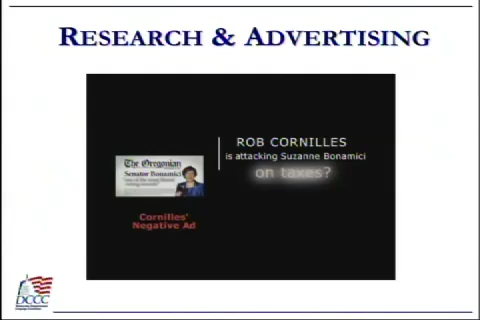 RESEARCH & ADVERTISING
ROB CORNILLES
is attacking Suzanne Bonamici
on taxes?
The Oregonian
Senator Bonamici
Cornilles'
Negative Ad
DCCC